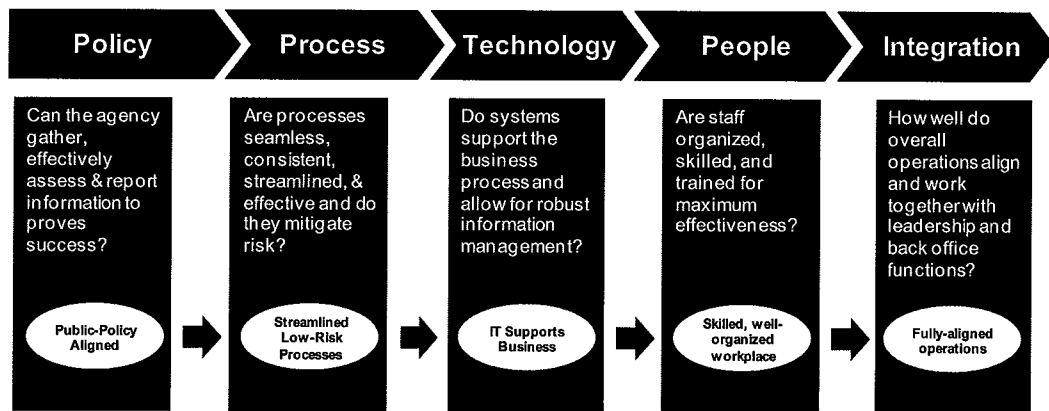 Policy
Process
Technology
People
Integration
Can the agency
gather,
effectively
assess & report
information to
proves
success?
Public-Policy
Aligned
Are processes
seamless,
consistent,
streamlined, &
effective and do
they mitigate
risk?
Streamlined
Low-Risk
Processes
Do systems
support the
business
process and
allow for robust
information
management?
IT Supports
Business
Are staff
organized,
skilled, and
trained for
maximum
effectiveness?
Skilled, well-
organized
workplace
How well do
overall
operations align
and work
together with
leadership and
back office
functions?
Fully-aligned
operations